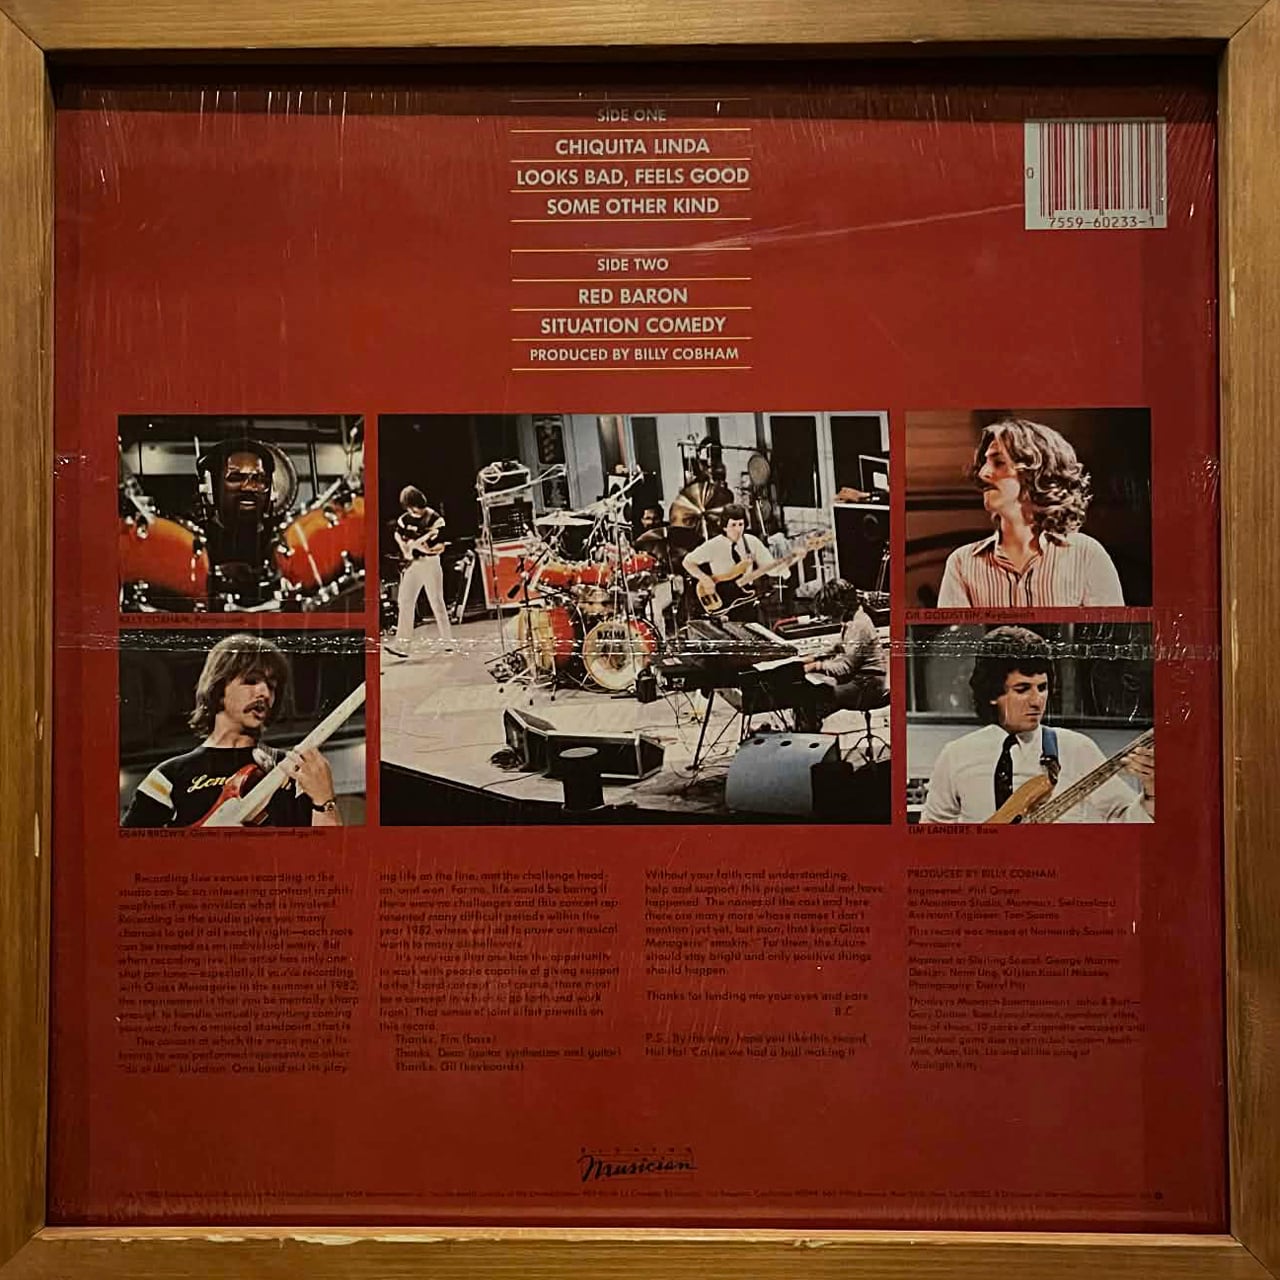 SIDE ONE
CHIQUITA LINDA
LOOKS BAD, FEELS GOOD
SOME OTHER KIND
SIDE TWO
RED BARON
SITUATION COMEDY
PRODUCED BY BILLY COBHAM
0
7559-60233-1
BILLY COBHAM, Percussion
GIL GOLDSTEIN, Keyboards
TAMA
London
DEAN BROWN, Guitar synthesizer and guitar
TIM LANDERS, Bass
Recording live versus recording in the
studio can be an interesting contrast in phil-
osophies if you envision what is involved.
Recording in the studio gives you many
chances to get it all exactly right—each note
can be treated as an individual entity. But
when recording live, the artist has only one
shot per tune—especially if you're recording
with Glass Menagerie in the summer of 1982;
the requirement is that you be mentally sharp
enough to handle virtually anything coming
your way, from a musical standpoint, that is.
The concert at which this music you're lis-
tening to was performed represents another
"do or die" situation. One band put its play-
ing life on the line, met the challenge head-
on, and won. For me, life would be boring if
there were no challenges and this concert rep-
resented many difficult periods within the
year 1982 where we had to prove our musical
worth to many disbelievers.
It's very rare that one has the opportunity
to work with people capable of giving support
to the "band concept" (of course, there must
be a concept in which to go forth and work
from). That sense of joint effort prevails on
this record.
Thanks, Tim (bass)
Thanks, Dean (guitar synthesizer and guitar)
Thanks, Gil (keyboards)
Without your faith and understanding,
help and support, this project would not have
happened. The names of the cast and here
there are many more whose names I don't
mention just yet, but soon, that keep Glass
Menagerie "smokin'." For them, the future
should stay bright and only positive things
should happen.
Thanks for lending me your eyes and ears
B.C.
P.S.: By the way, hope you like this record,
Ha! Ha! 'Cause we had a ball making it
PRODUCED BY BILLY COBHAM
Engineered: Phil Green
at Mountain Studio, Montreux, Switzerland
Assistant Engineer: Tom Soares
This record was mixed at Normandy Sound in
Mastered at Sterling Sound: George Marino
Design: Norm Ung, Kristen Kasell Nikosey
Photography: Darryl Pitt
Thanks to Monarch Entertainment, John & Burt—
Midnight Kitty
ELEKTRA
Musician